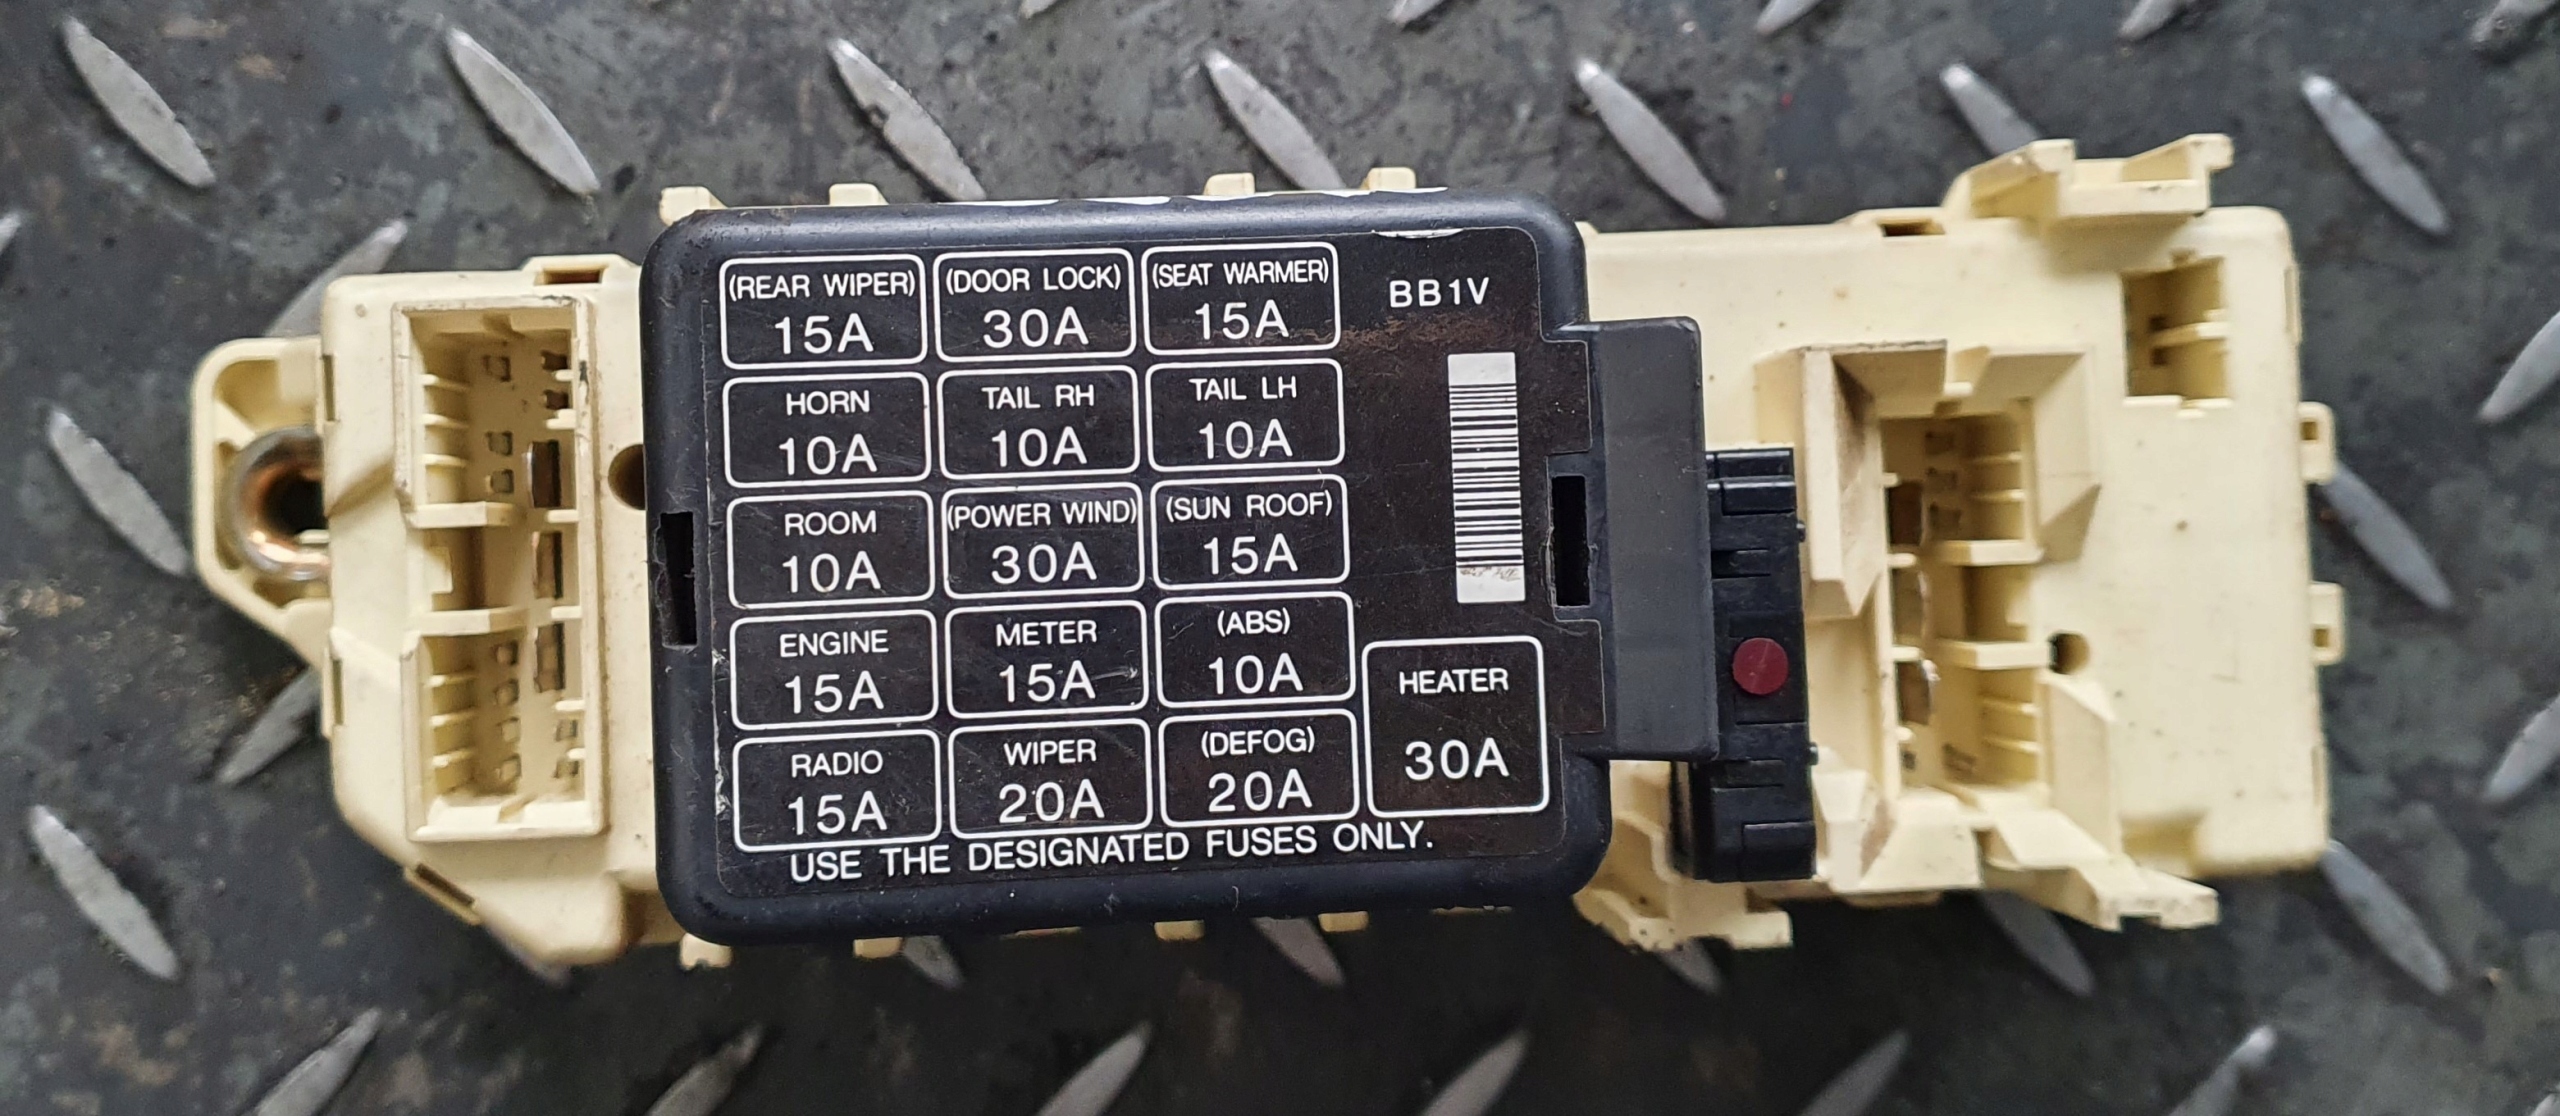 (REAR WIPER) (DOOR LOCK) (SEAT WARMER) BB1V
15A 30A 15A
HORN TAIL RH TAIL LH
10A 10A 10A
ROOM (POWER WIND) (SUN ROOF)
10A 30A 15A
ENGINE METER (ABS)
15A 15A 10A
HEATER
30A
RADIO WIPER (DEFOG)
15A 20A 20A
USE THE DESIGNATED FUSES ONLY.